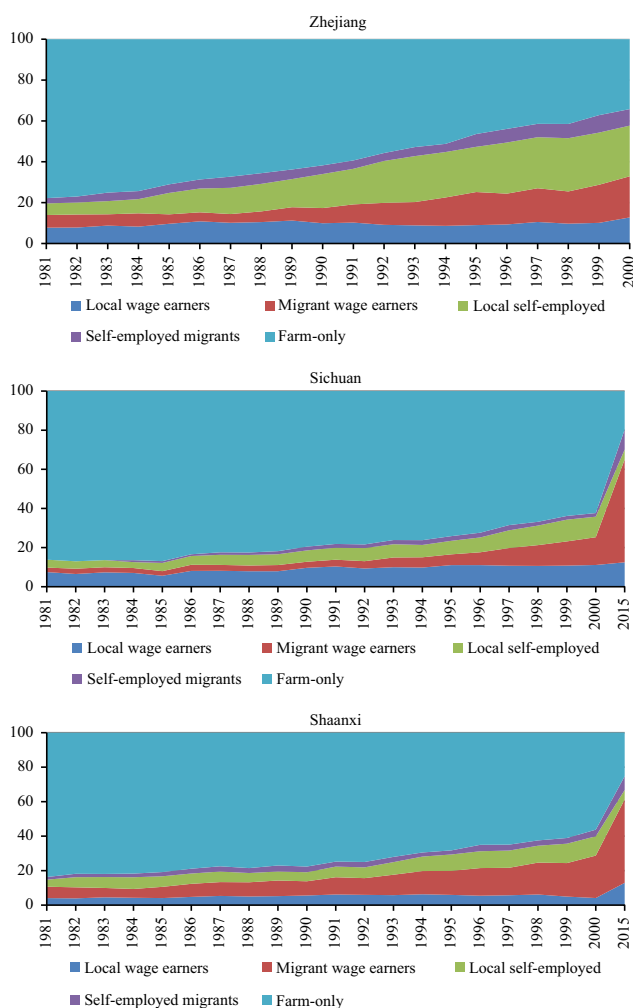 Zhejiang
100
80
60
40
20
0
1981 1982 1983 1984 1985 1986 1987 1988 1989 1990 1991 1992 1993 1994 1995 1996 1997 1998 1999 2000
Local wage earners Migrant wage earners Local self-employed
Self-employed migrants Farm-only
Sichuan
100
80
60
40
20
0
1981 1982 1983 1984 1985 1986 1987 1988 1989 1990 1991 1992 1993 1994 1995 1996 1997 1998 1999 2000 2015
Local wage earners Migrant wage earners Local self-employed
Self-employed migrants Farm-only
Shaanxi
100
80
60
40
20
0
1981 1982 1983 1984 1985 1986 1987 1988 1989 1990 1991 1992 1993 1994 1995 1996 1997 1998 1999 2000 2015
Local wage earners Migrant wage earners Local self-employed
Self-employed migrants Farm-only